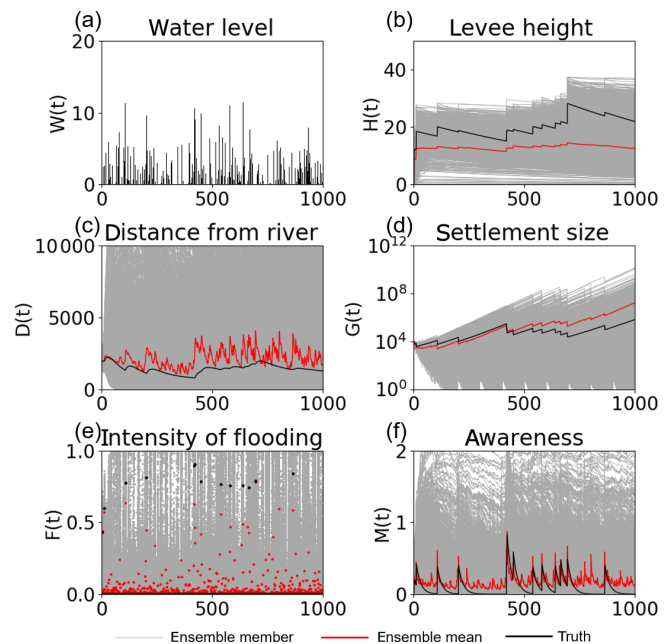 (a) Water level
W(t)
20
10
0
0 500 1000
(b) Levee height
H(t)
60
40
20
0
0 500 1000
(c) Distance from river
D(t)
10000
5000
0
0 500 1000
(d) Settlement size
G(t)
10^12
10^8
10^4
10^0
0 500 1000
(e) Intensity of flooding
F(t)
1.0
0.5
0.0
0 500 1000
(f) Awareness
M(t)
2
1
0
0 500 1000
Ensemble member Ensemble mean Truth